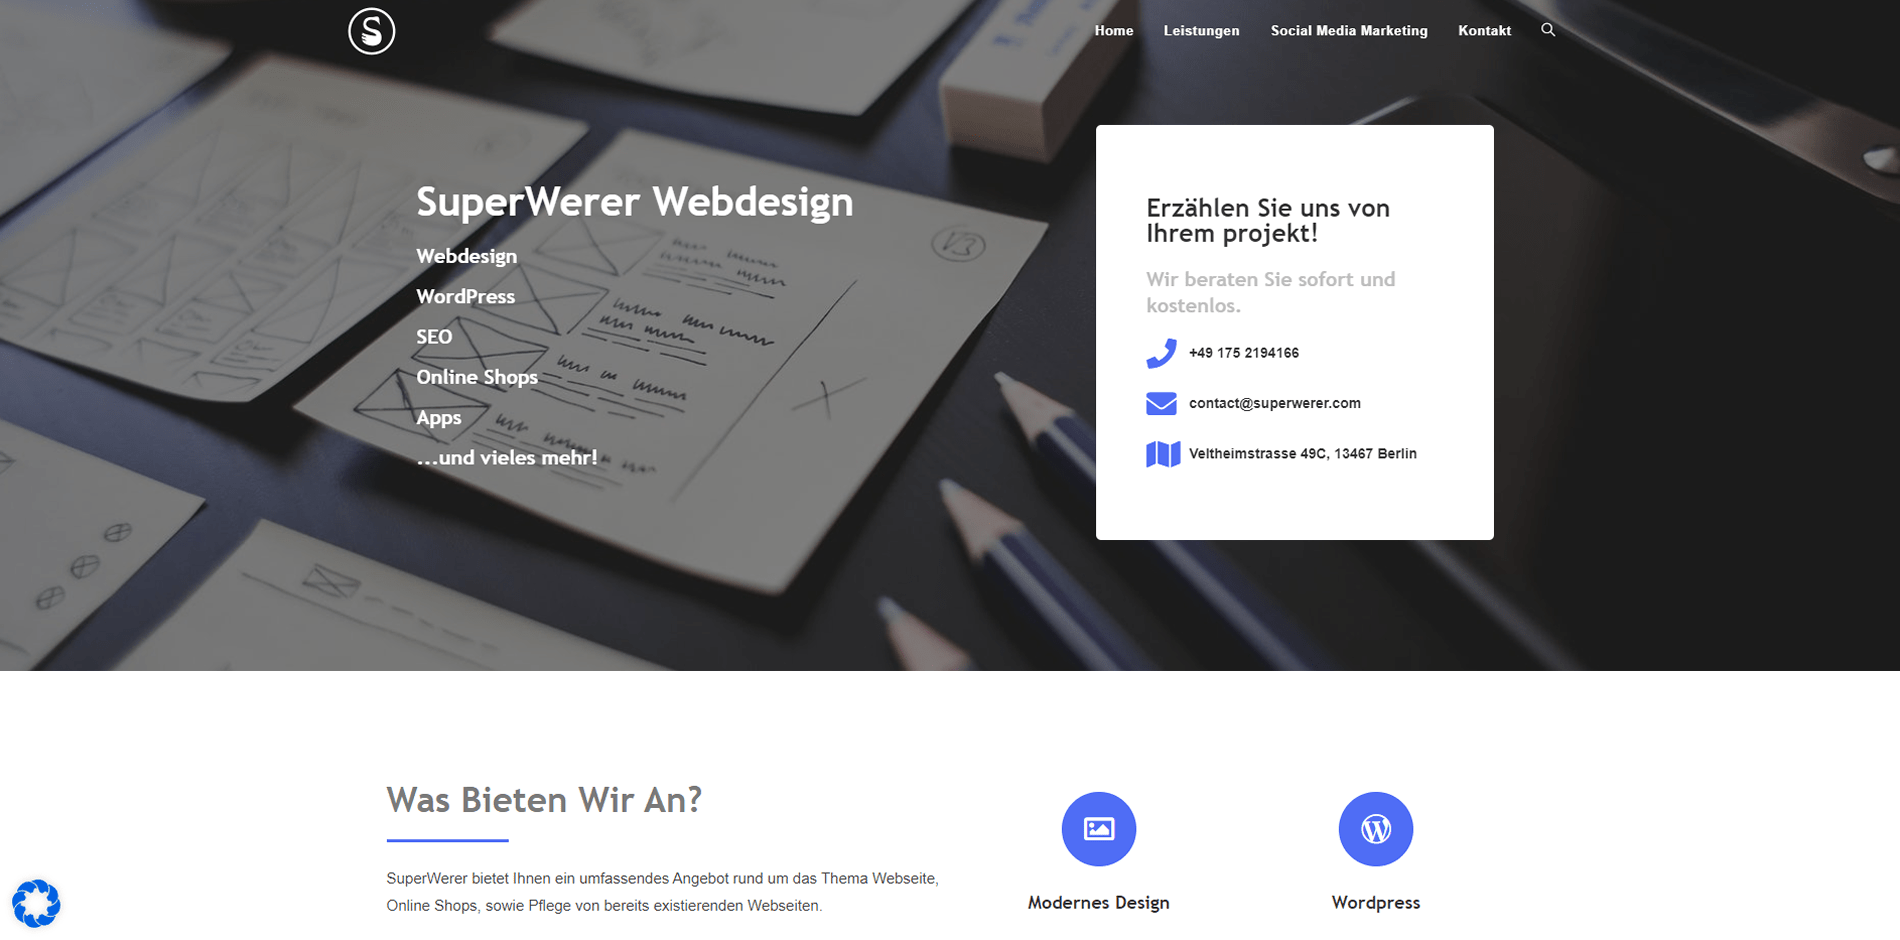 S
Home Leistungen Social Media Marketing Kontakt
SuperWerer Webdesign
Webdesign
WordPress
SEO
Online Shops
Apps
...und vieles mehr!
V3
Erzählen Sie uns von
Ihrem projekt!
Wir beraten Sie sofort und
kostenlos.
+49 175 2194166
contact@superwerer.com
Veltheimstrasse 49C, 13467 Berlin
Was Bieten Wir An?
SuperWerer bietet Ihnen ein umfassendes Angebot rund um das Thema Webseite,
Online Shops, sowie Pflege von bereits existierenden Webseiten.
Modernes Design
Wordpress